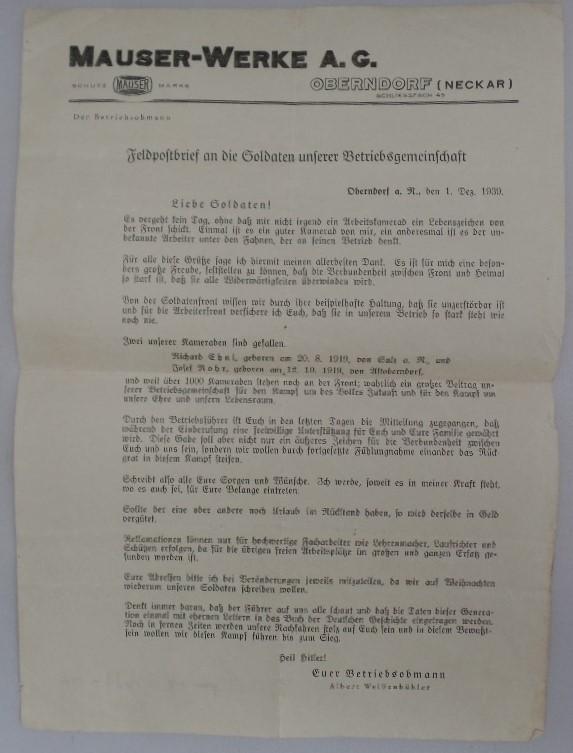 MAUSER-WERKE A.G.
SCHUTZ MAUSER MARKE
OBERNDORF (NECKAR)
SCHLIESSFACH 45
Der Betriebsobmann
Feldpostbrief an die Soldaten unserer Betriebsgemeinschaft
Oberndorf a. N., den 1. Dez. 1939.
Liebe Soldaten!
Es vergeht kein Tag, ohne daß mir nicht irgend ein Arbeitskamerad ein Lebenszeichen von
der Front schickt. Einmal ist es ein guter Kamerad von mir, ein anderesmal ist es der un-
bekannte Arbeiter unter den Fahnen, der an seinen Betrieb denkt.
Für alle diese Grüße sage ich hiermit meinen allerbesten Dank. Es ist für mich eine beson-
ders große Freude, feststellen zu können, daß die Verbundenheit zwischen Front und Heimat
so stark ist, daß sie alle Widerwärtigkeiten überwinden wird.
Von der Soldatenfront wissen wir durch ihre beispielhafte Haltung, daß sie unzerstörbar ist
und für die Arbeiterfront versichere ich Euch, daß sie in unserem Betrieb so stark steht wie
noch nie.
Zwei unserer Kameraden sind gefallen.
Richard Ehni, geboren am 20. 8. 1919, von Sulz a. N., und
Josef Rohr, geboren am 12. 10. 1919, von Altoberndorf,
und weit über 1000 Kameraden stehen noch an der Front; wahrlich ein großer Beitrag un-
serer Betriebsgemeinschaft für den Kampf um des Volkes Zukunft und für den Kampf um
unsere Ehre und unsern Lebensraum.
Durch den Betriebsführer ist Euch in den letzten Tagen die Mitteilung zugegangen, daß
während der Einberufung eine freiwillige Unterstützung für Euch und Eure Familie gewährt
wird. Diese Gabe soll aber nicht nur ein äußeres Zeichen für die Verbundenheit zwischen
Euch und uns sein, sondern wir wollen durch fortgesetzte Fühlungnahme einander das Rück-
grat in diesem Kampf steifen.
Schreibt also alle Eure Sorgen und Wünsche. Ich werde, soweit es in meiner Kraft steht,
wo es auch sei, für Eure Belange eintreten.
Sollte der eine oder andere noch Urlaub im Rückstand haben, so wird derselbe in Geld
vergütet.
Reklamationen können nur für hochwertige Facharbeiter wie Lehrenmacher, Laufrichter und
Schützen erfolgen, da für die übrigen freien Arbeitsplätze im großen und ganzen Ersatz ge-
funden worden ist.
Eure Adressen bitte ich bei Veränderungen jeweils mitzuteilen, da wir auf Weihnachten
wiederum unseren Soldaten schreiben wollen.
Denkt immer daran, daß der Führer auf uns alle schaut und daß die Taten dieser Genera-
tion einmal mit ehernen Lettern in das Buch der Deutschen Geschichte eingetragen werden.
Noch in fernen Zeiten werden unsere Nachfahren stolz auf Euch sein und in diesem Bewußt-
sein wollen wir diesen Kampf führen bis zum Sieg.
Heil Hitler!
Euer Betriebsobmann
Albert Weißenbühler